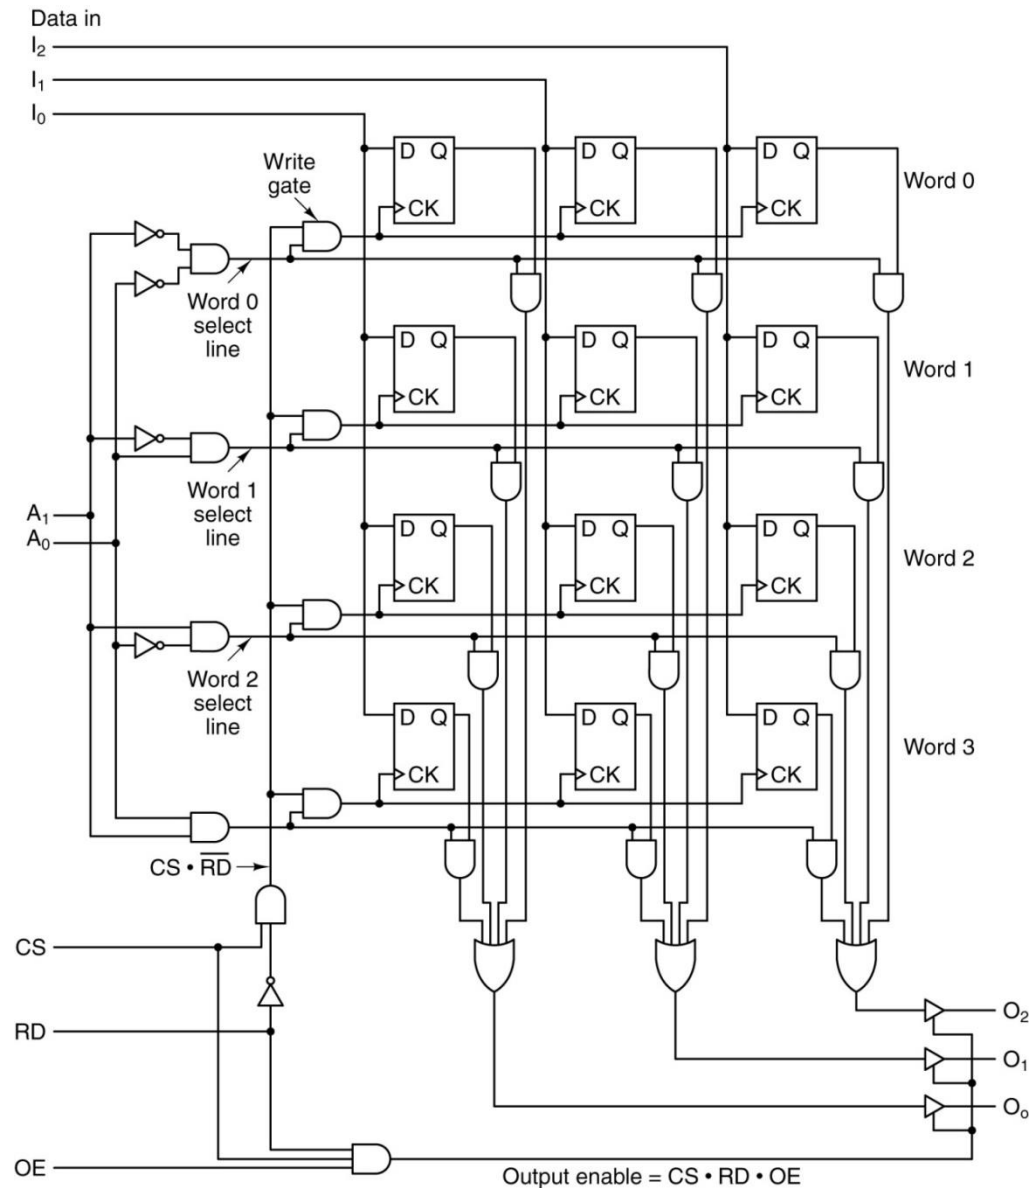 Data in
I₂
I₁
I₀
Write
gate
D Q
CK
D Q
CK
D Q
CK
Word 0
Word 0
select
line
D Q
CK
D Q
CK
D Q
CK
Word 1
Word 1
select
line
A₁
A₀
D Q
CK
D Q
CK
D Q
CK
Word 2
Word 2
select
line
D Q
CK
D Q
CK
D Q
CK
Word 3
CS • R̅D̅
CS
RD
O₂
O₁
Oₒ
OE
Output enable = CS • RD • OE